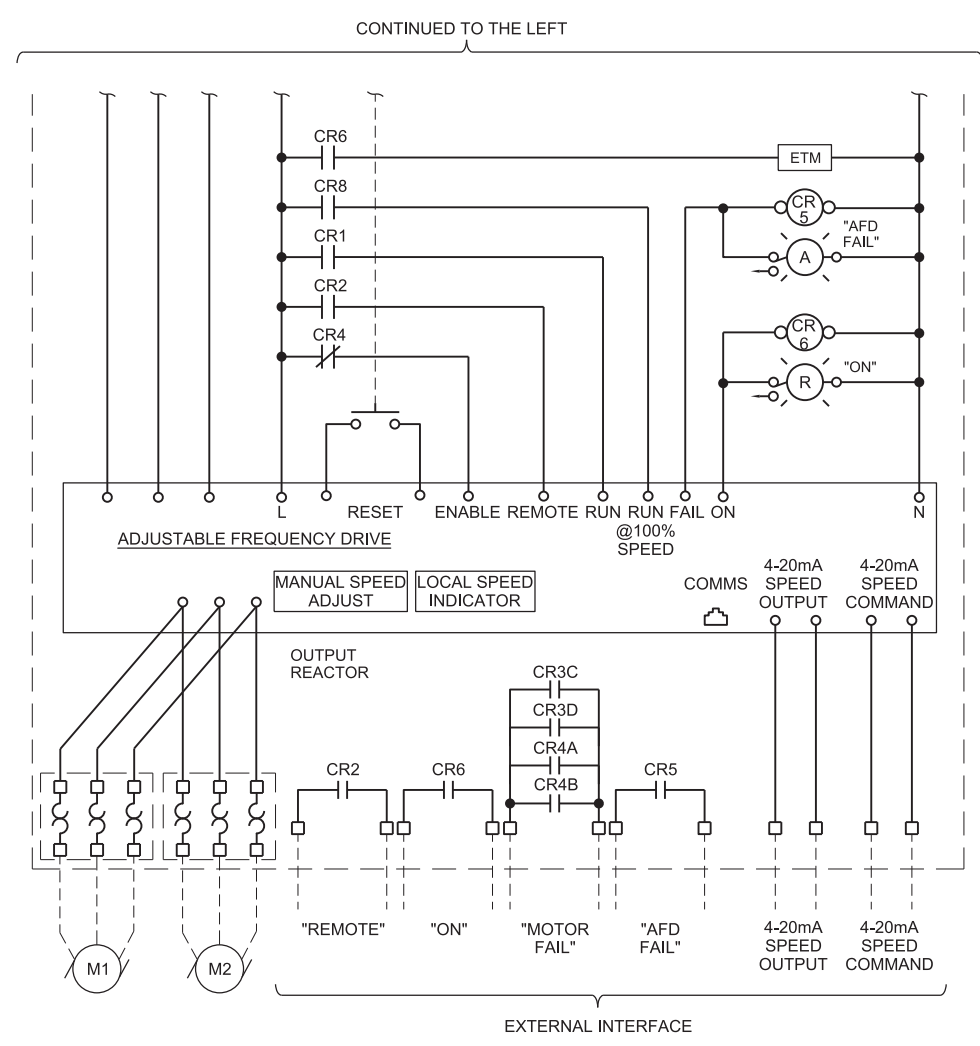 CONTINUED TO THE LEFT
CR6
ETM
CR8
CR
5
"AFD
FAIL"
CR1
A
CR2
CR
6
CR4
R
"ON"
L
RESET
ENABLE
REMOTE
RUN
RUN
@100%
SPEED
FAIL
ON
N
ADJUSTABLE FREQUENCY DRIVE
MANUAL SPEED
ADJUST
LOCAL SPEED
INDICATOR
COMMS
4-20mA
SPEED
OUTPUT
4-20mA
SPEED
COMMAND
OUTPUT
REACTOR
CR3C
CR3D
CR4A
CR4B
CR2
CR6
CR5
"REMOTE"
"ON"
"MOTOR
FAIL"
"AFD
FAIL"
4-20mA
SPEED
OUTPUT
4-20mA
SPEED
COMMAND
M1
M2
EXTERNAL INTERFACE